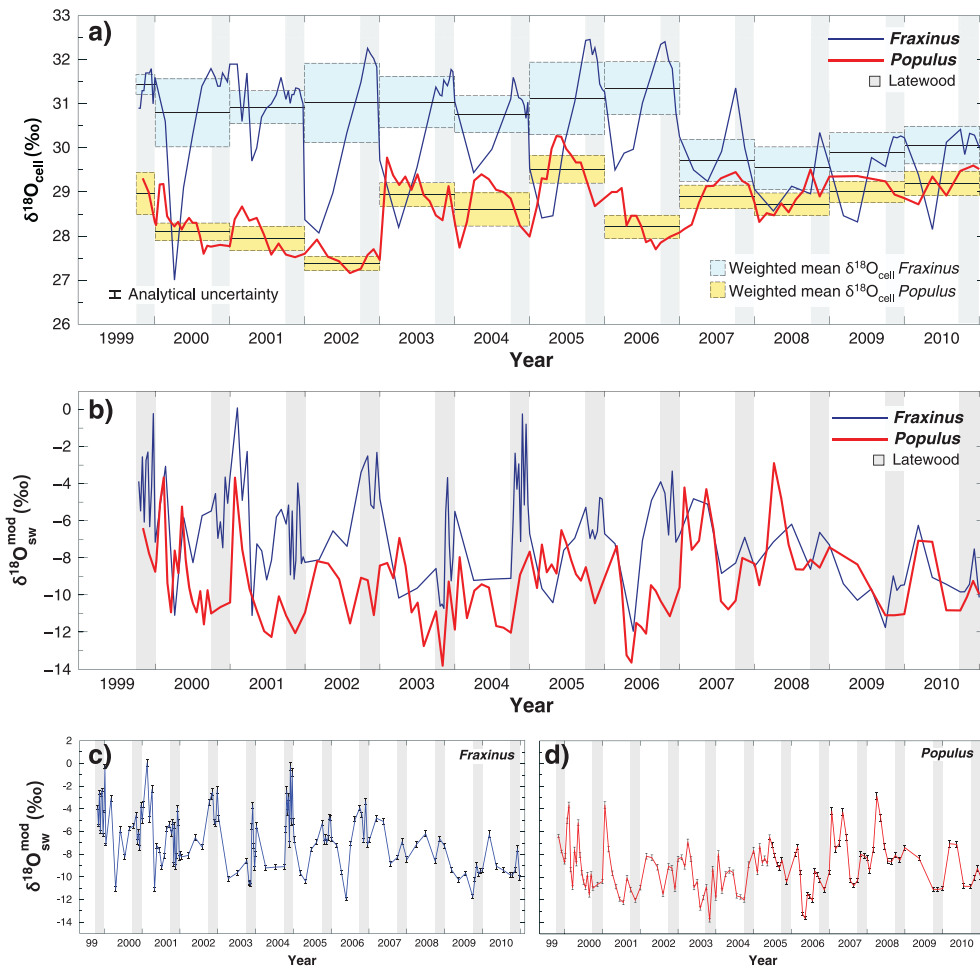 a)
Fraxinus
Populus
Latewood
δ18Ocell (‰)
33
32
31
30
29
28
27
26
Analytical uncertainty
Weighted mean δ18Ocell Fraxinus
Weighted mean δ18Ocell Populus
1999 2000 2001 2002 2003 2004 2005 2006 2007 2008 2009 2010
Year
b)
Fraxinus
Populus
Latewood
δ18Oswmod (‰)
0
−2
−4
−6
−8
−10
−12
−14
1999 2000 2001 2002 2003 2004 2005 2006 2007 2008 2009 2010
Year
c)
Fraxinus
δ18Oswmod (‰)
2
0
-2
-4
-6
-8
-10
-12
-14
99 2000 2001 2002 2003 2004 2005 2006 2007 2008 2009 2010
Year
d)
Populus
99 2000 2001 2002 2003 2004 2005 2006 2007 2008 2009 2010
Year